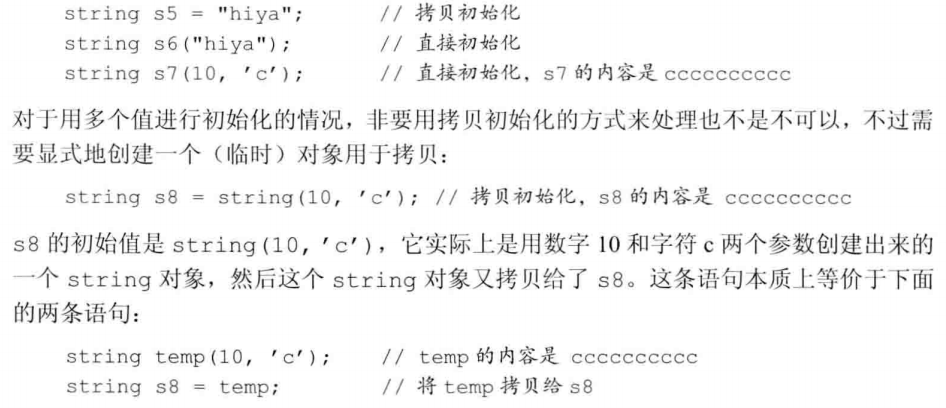 string s5 = "hiya"; // 拷贝初始化
string s6("hiya"); // 直接初始化
string s7(10, 'c'); // 直接初始化，s7 的内容是 cccccccccc
对于用多个值进行初始化的情况，非要用拷贝初始化的方式来处理也不是不可以，不过需
要显式地创建一个（临时）对象用于拷贝：
string s8 = string(10, 'c'); // 拷贝初始化，s8 的内容是 cccccccccc
s8 的初始值是 string(10, 'c')，它实际上是用数字 10 和字符 c 两个参数创建出来的
一个 string 对象，然后这个 string 对象又拷贝给了 s8。这条语句本质上等价于下面
的两条语句：
string temp(10, 'c'); // temp 的内容是 cccccccccc
string s8 = temp; // 将 temp 拷贝给 s8